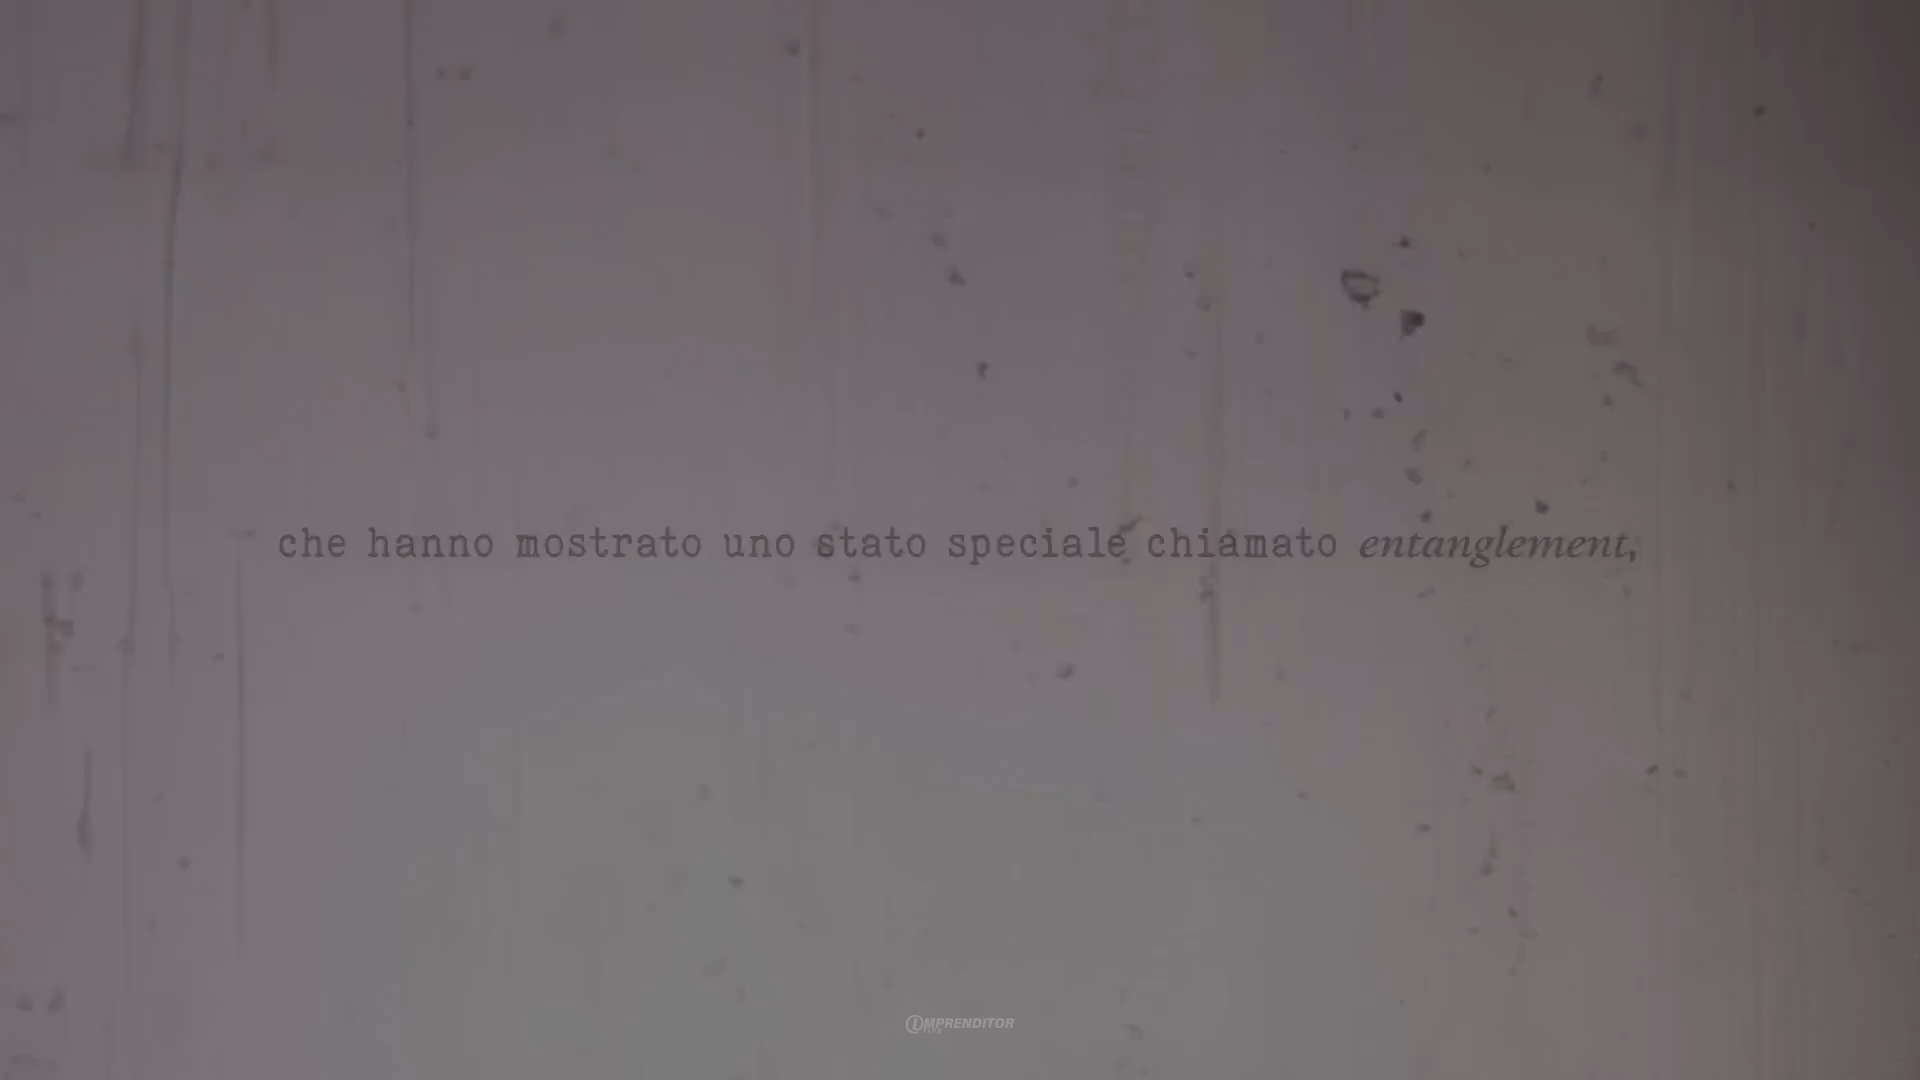 che hanno mostrato uno stato speciale chiamato entanglement,
IMPRENDITOR